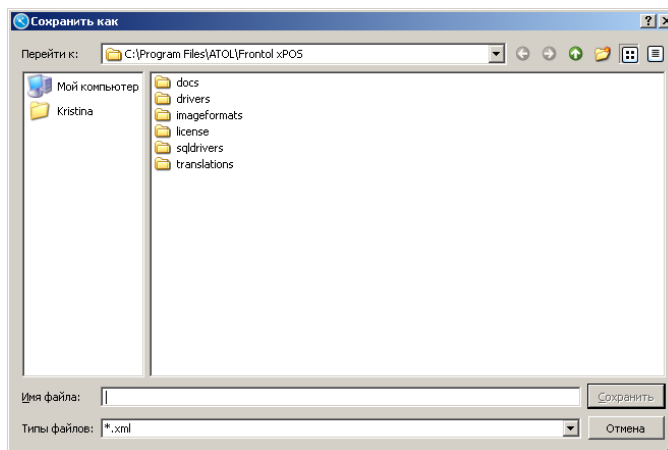 Сохранить как
Перейти к: C:\Program Files\ATOL\Frontol xPOS
Мой компьютер
Kristina
docs
drivers
imageformats
license
sqldrivers
translations
Имя файла: Сохранить
Типы файлов: *.xml Отмена